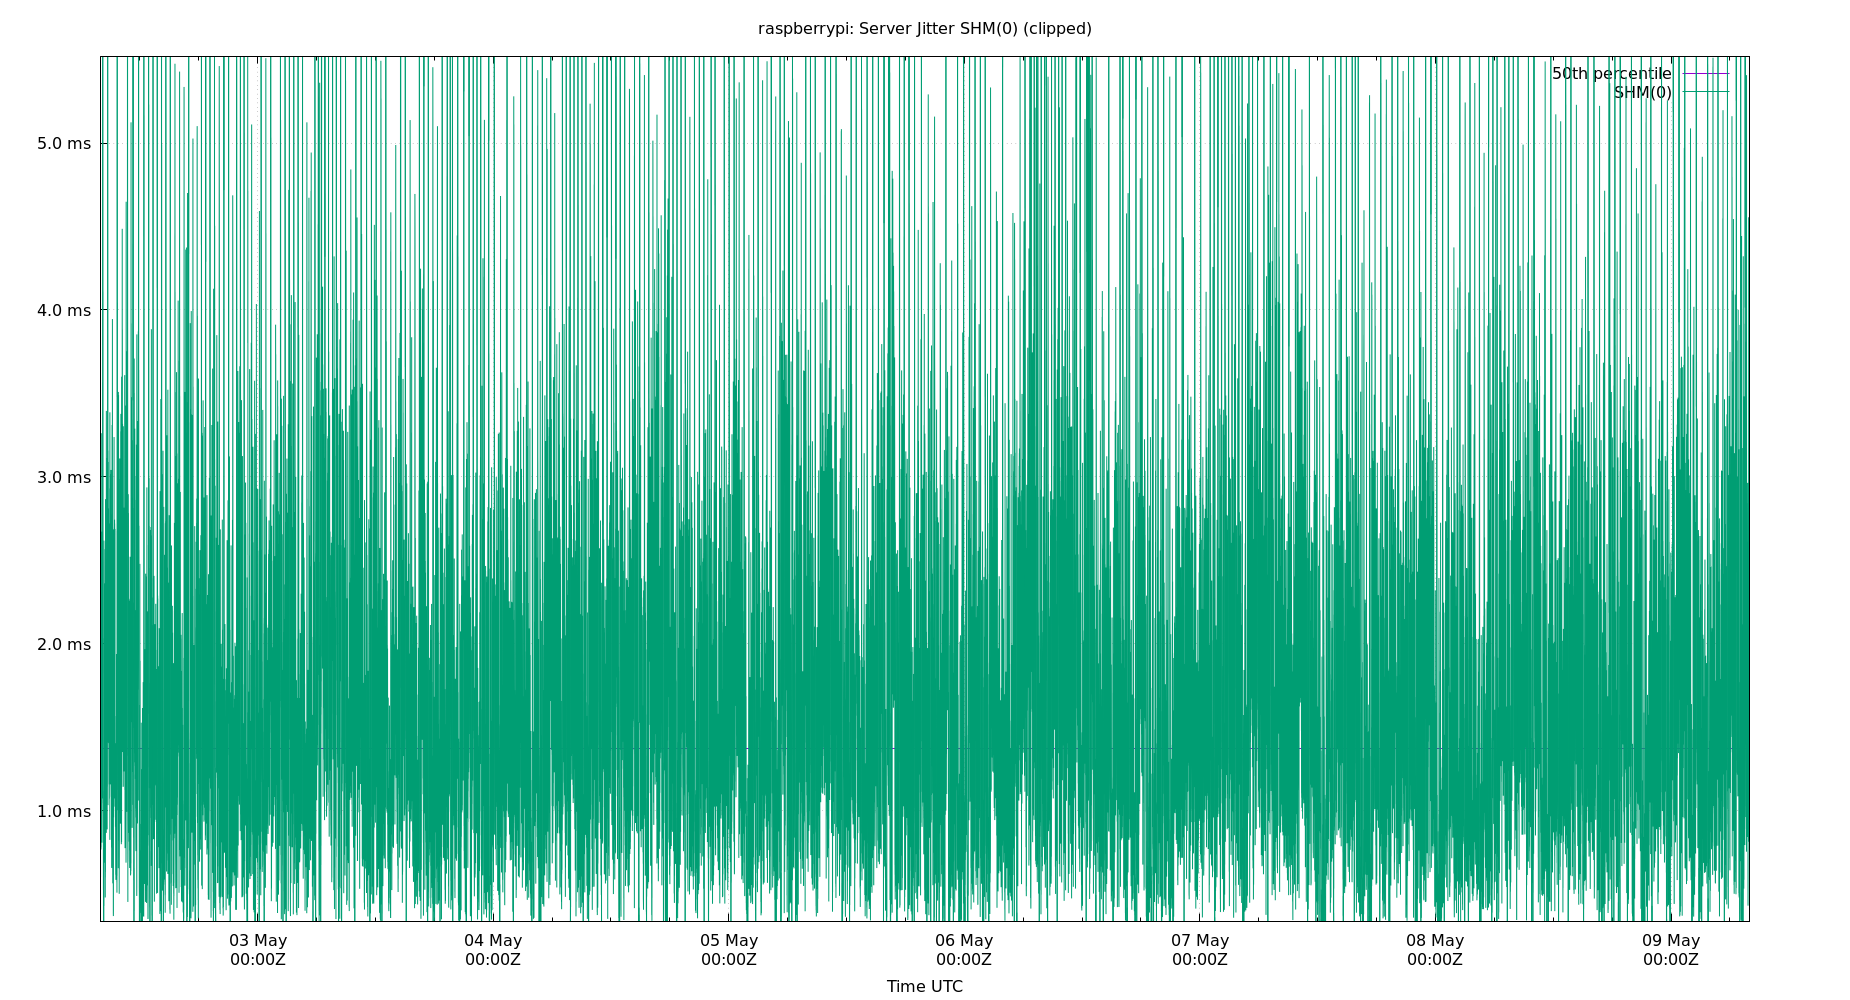 raspberrypi: Server Jitter SHM(0) (clipped)
50th percentile
SHM(0)
5.0 ms
4.0 ms
3.0 ms
2.0 ms
1.0 ms
03 May 04 May 05 May 06 May 07 May 08 May 09 May
00:00Z 00:00Z 00:00Z 00:00Z 00:00Z 00:00Z 00:00Z
Time UTC